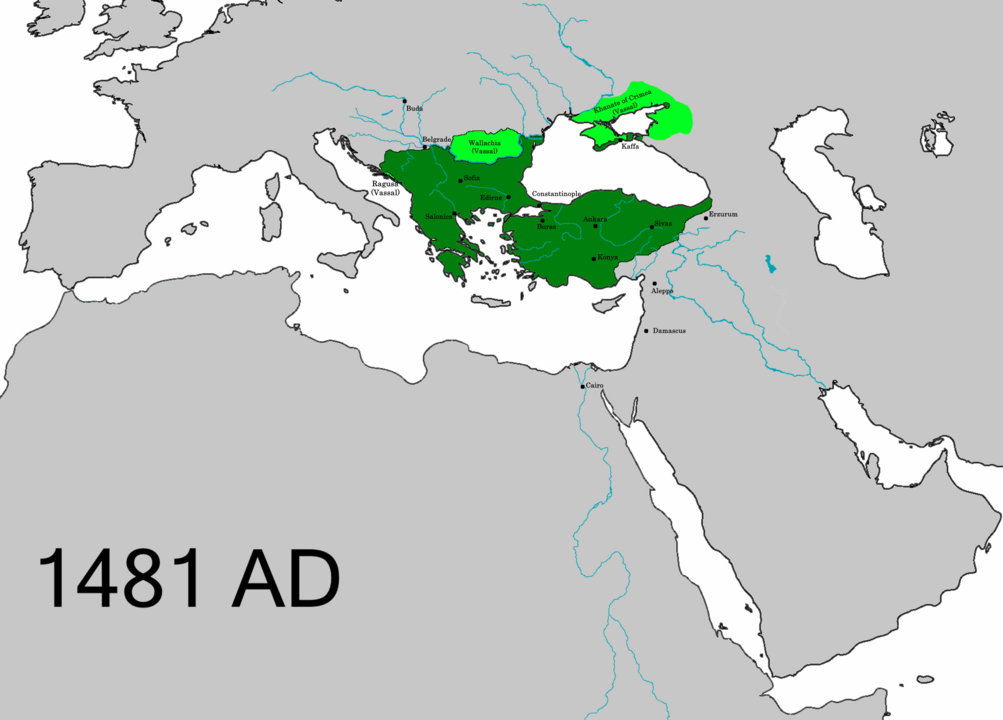 Khanate of Crimea
(Vassal)
Buda
Belgrade
Wallachia
(Vassal)
Kaffa
Sofia
Ragusa
(Vassal)
Edirne
Constantinople
Salonica
Bursa
Ankara
Sivas
Erzurum
Konya
Aleppo
Damascus
Cairo
1481 AD